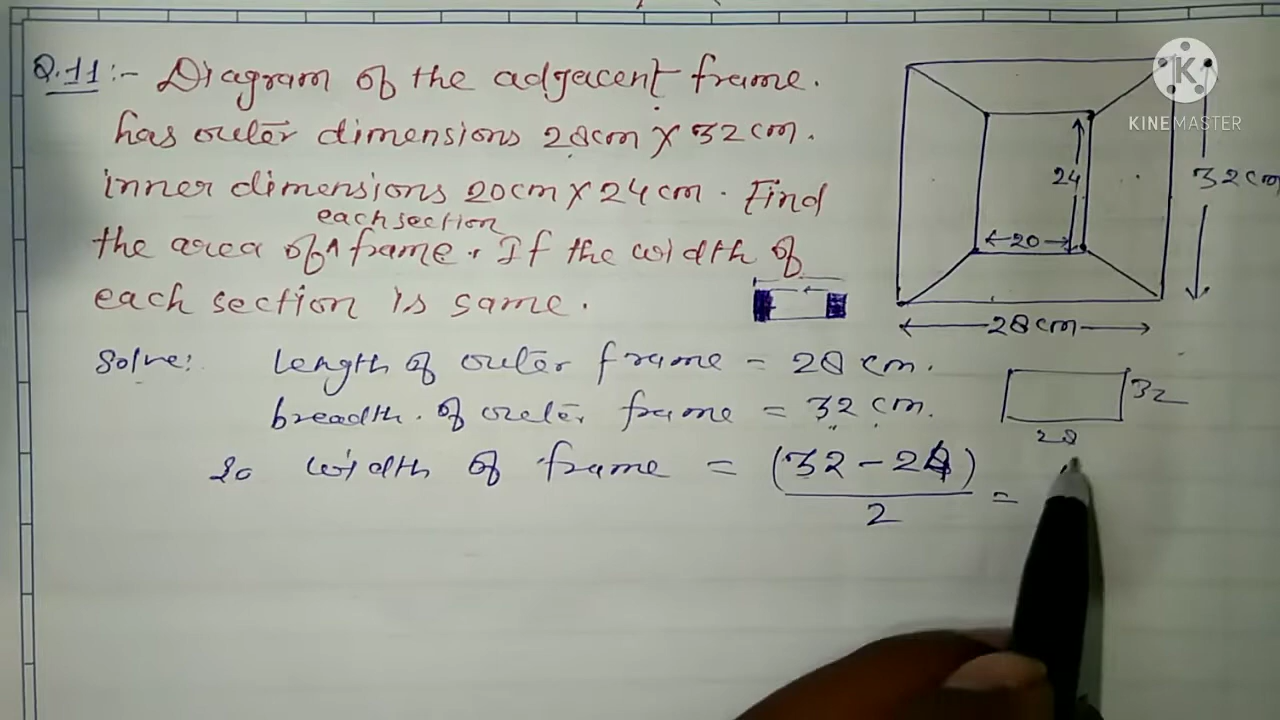 Q.11:- Diagram of the adjacent frame.
has outer dimensions 28cm X 32cm.
inner dimensions 20cm X 24cm. Find
each section
the area of ^ frame. If the width of
each section is same.
Solve: Length of outer frame = 28 cm.
breadth. of outer frame = 32 cm.
So width of frame = (32 - 24) / 2 =
K
KINEMASTER
24
32cm
20
28cm
32
28